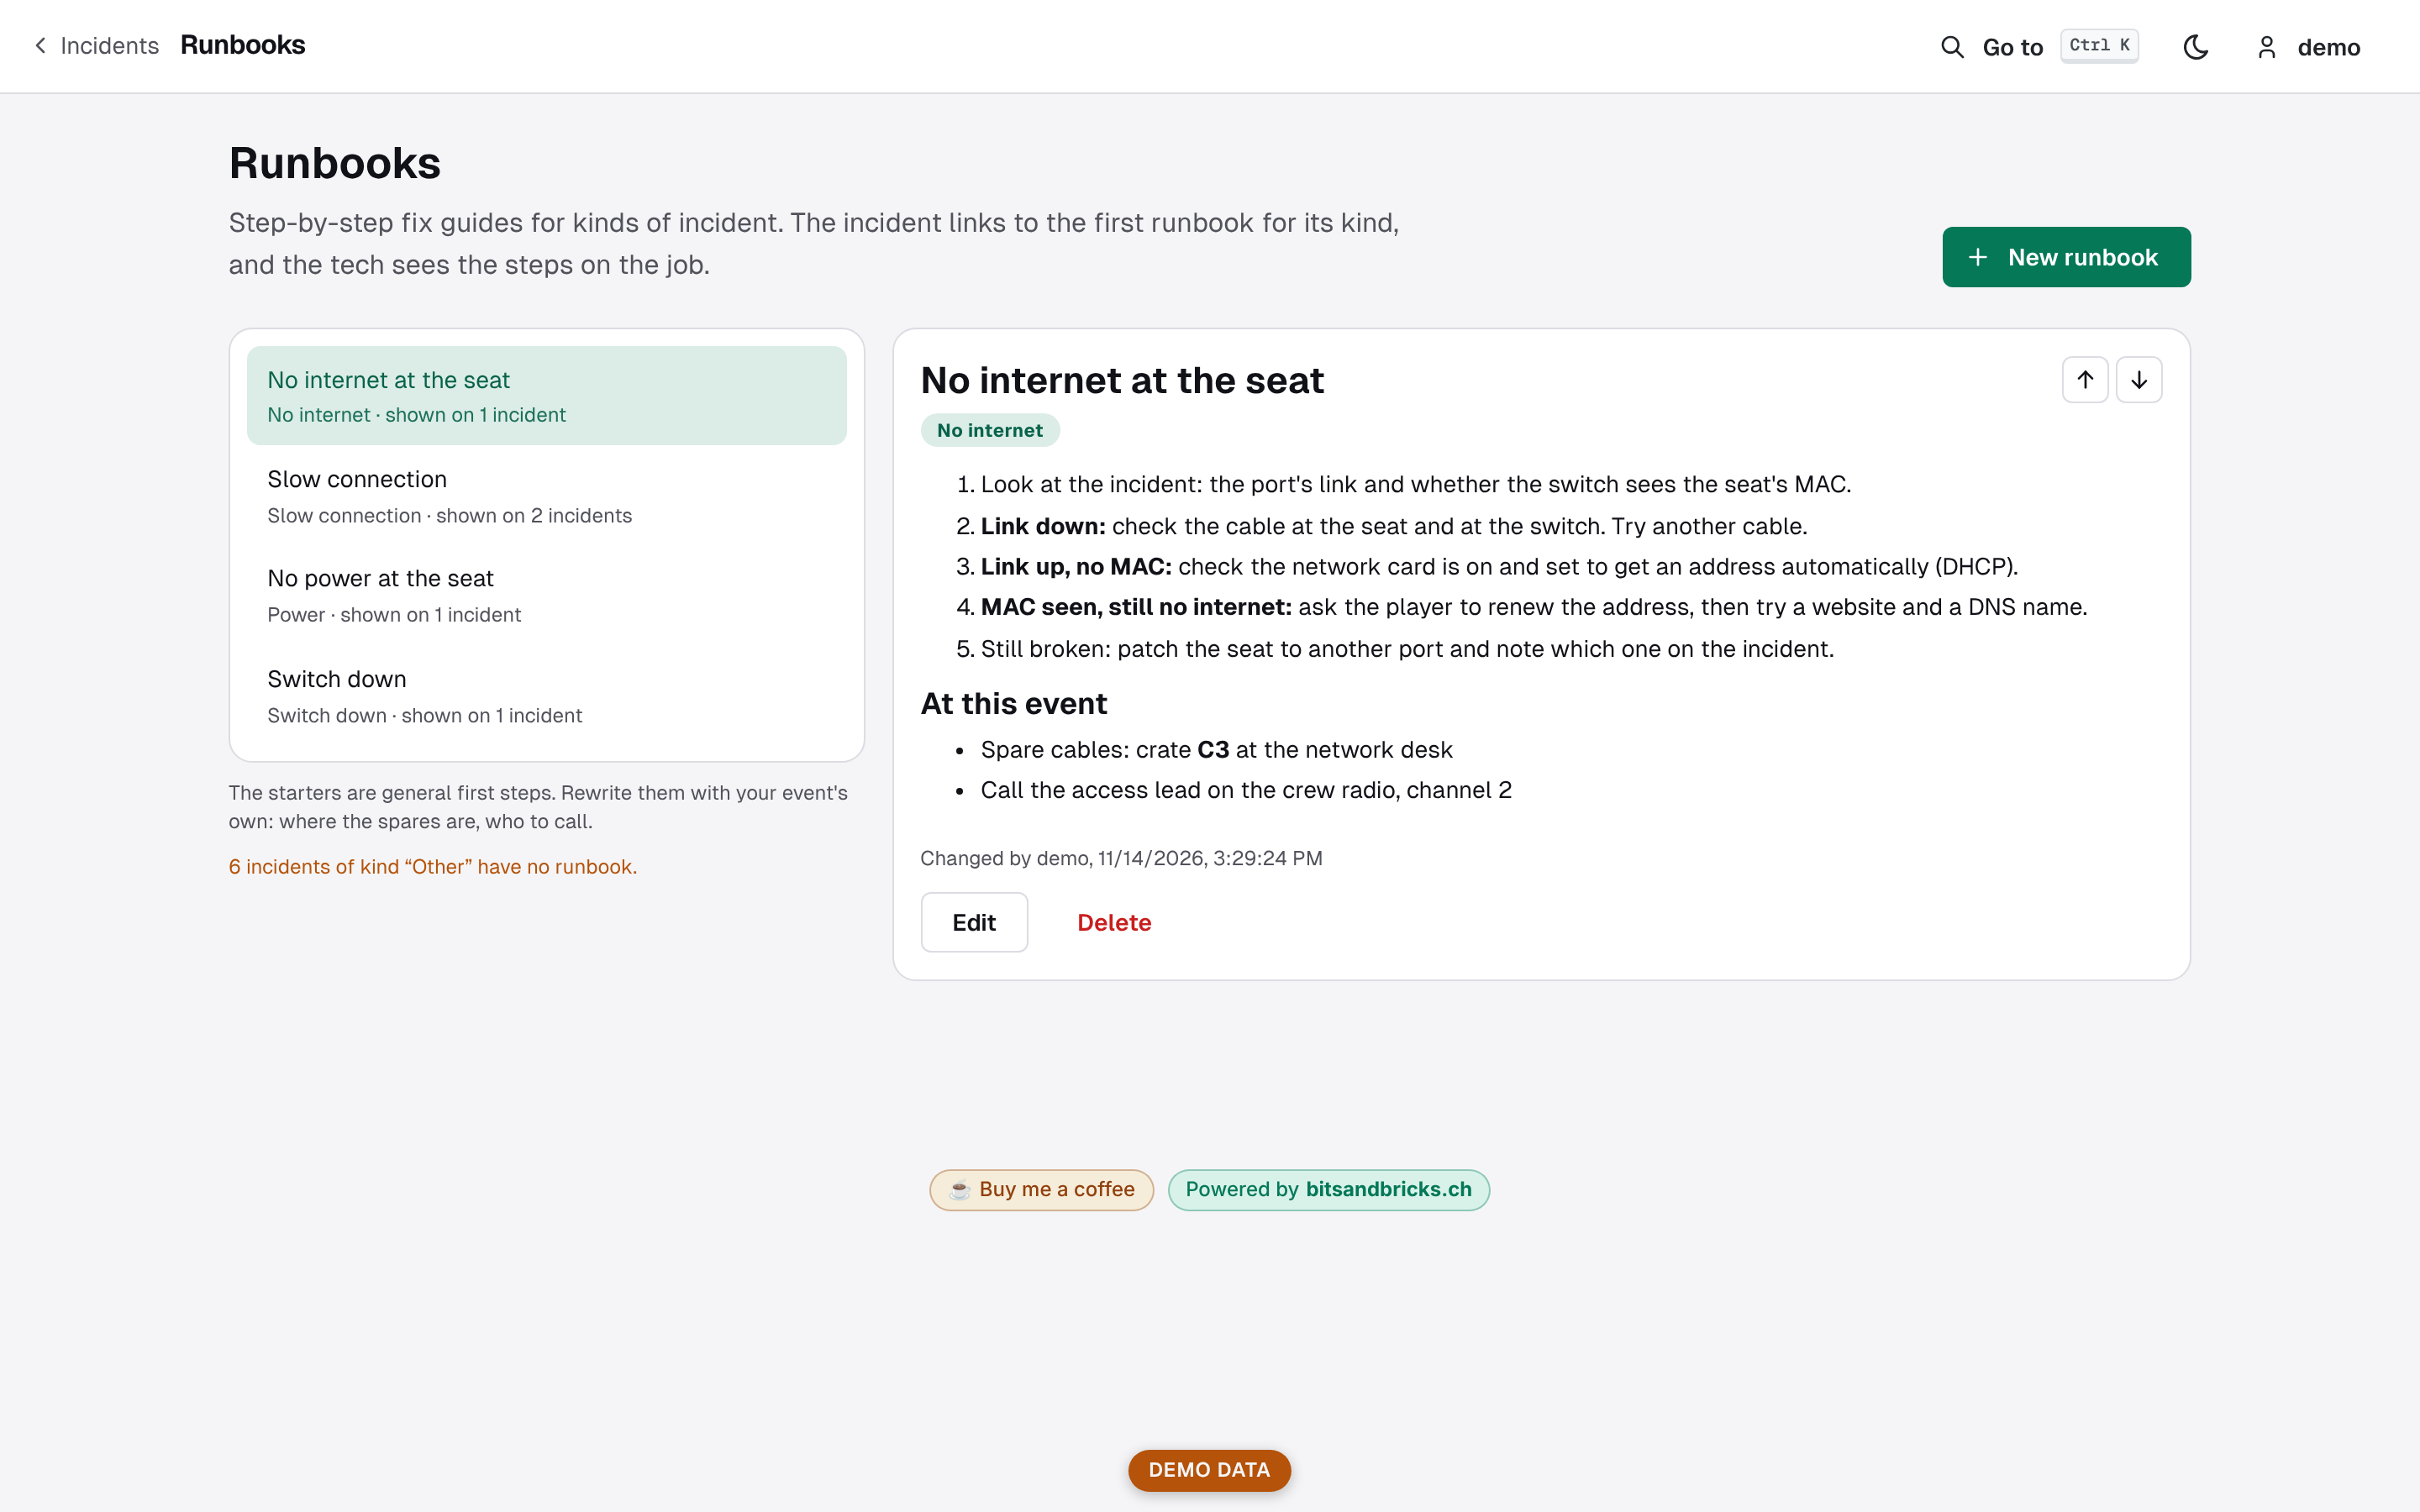 Incidents Runbooks
Go to Ctrl K demo
Runbooks
Step-by-step fix guides for kinds of incident. The incident links to the first runbook for its kind,
and the tech sees the steps on the job.
+ New runbook
No internet at the seat
No internet · shown on 1 incident
Slow connection
Slow connection · shown on 2 incidents
No power at the seat
Power · shown on 1 incident
Switch down
Switch down · shown on 1 incident
The starters are general first steps. Rewrite them with your event's
own: where the spares are, who to call.
6 incidents of kind “Other” have no runbook.
No internet at the seat
No internet
1. Look at the incident: the port's link and whether the switch sees the seat's MAC.
2. Link down: check the cable at the seat and at the switch. Try another cable.
3. Link up, no MAC: check the network card is on and set to get an address automatically (DHCP).
4. MAC seen, still no internet: ask the player to renew the address, then try a website and a DNS name.
5. Still broken: patch the seat to another port and note which one on the incident.
At this event
• Spare cables: crate C3 at the network desk
• Call the access lead on the crew radio, channel 2
Changed by demo, 11/14/2026, 3:29:24 PM
Edit Delete
☕ Buy me a coffee Powered by bitsandbricks.ch
DEMO DATA